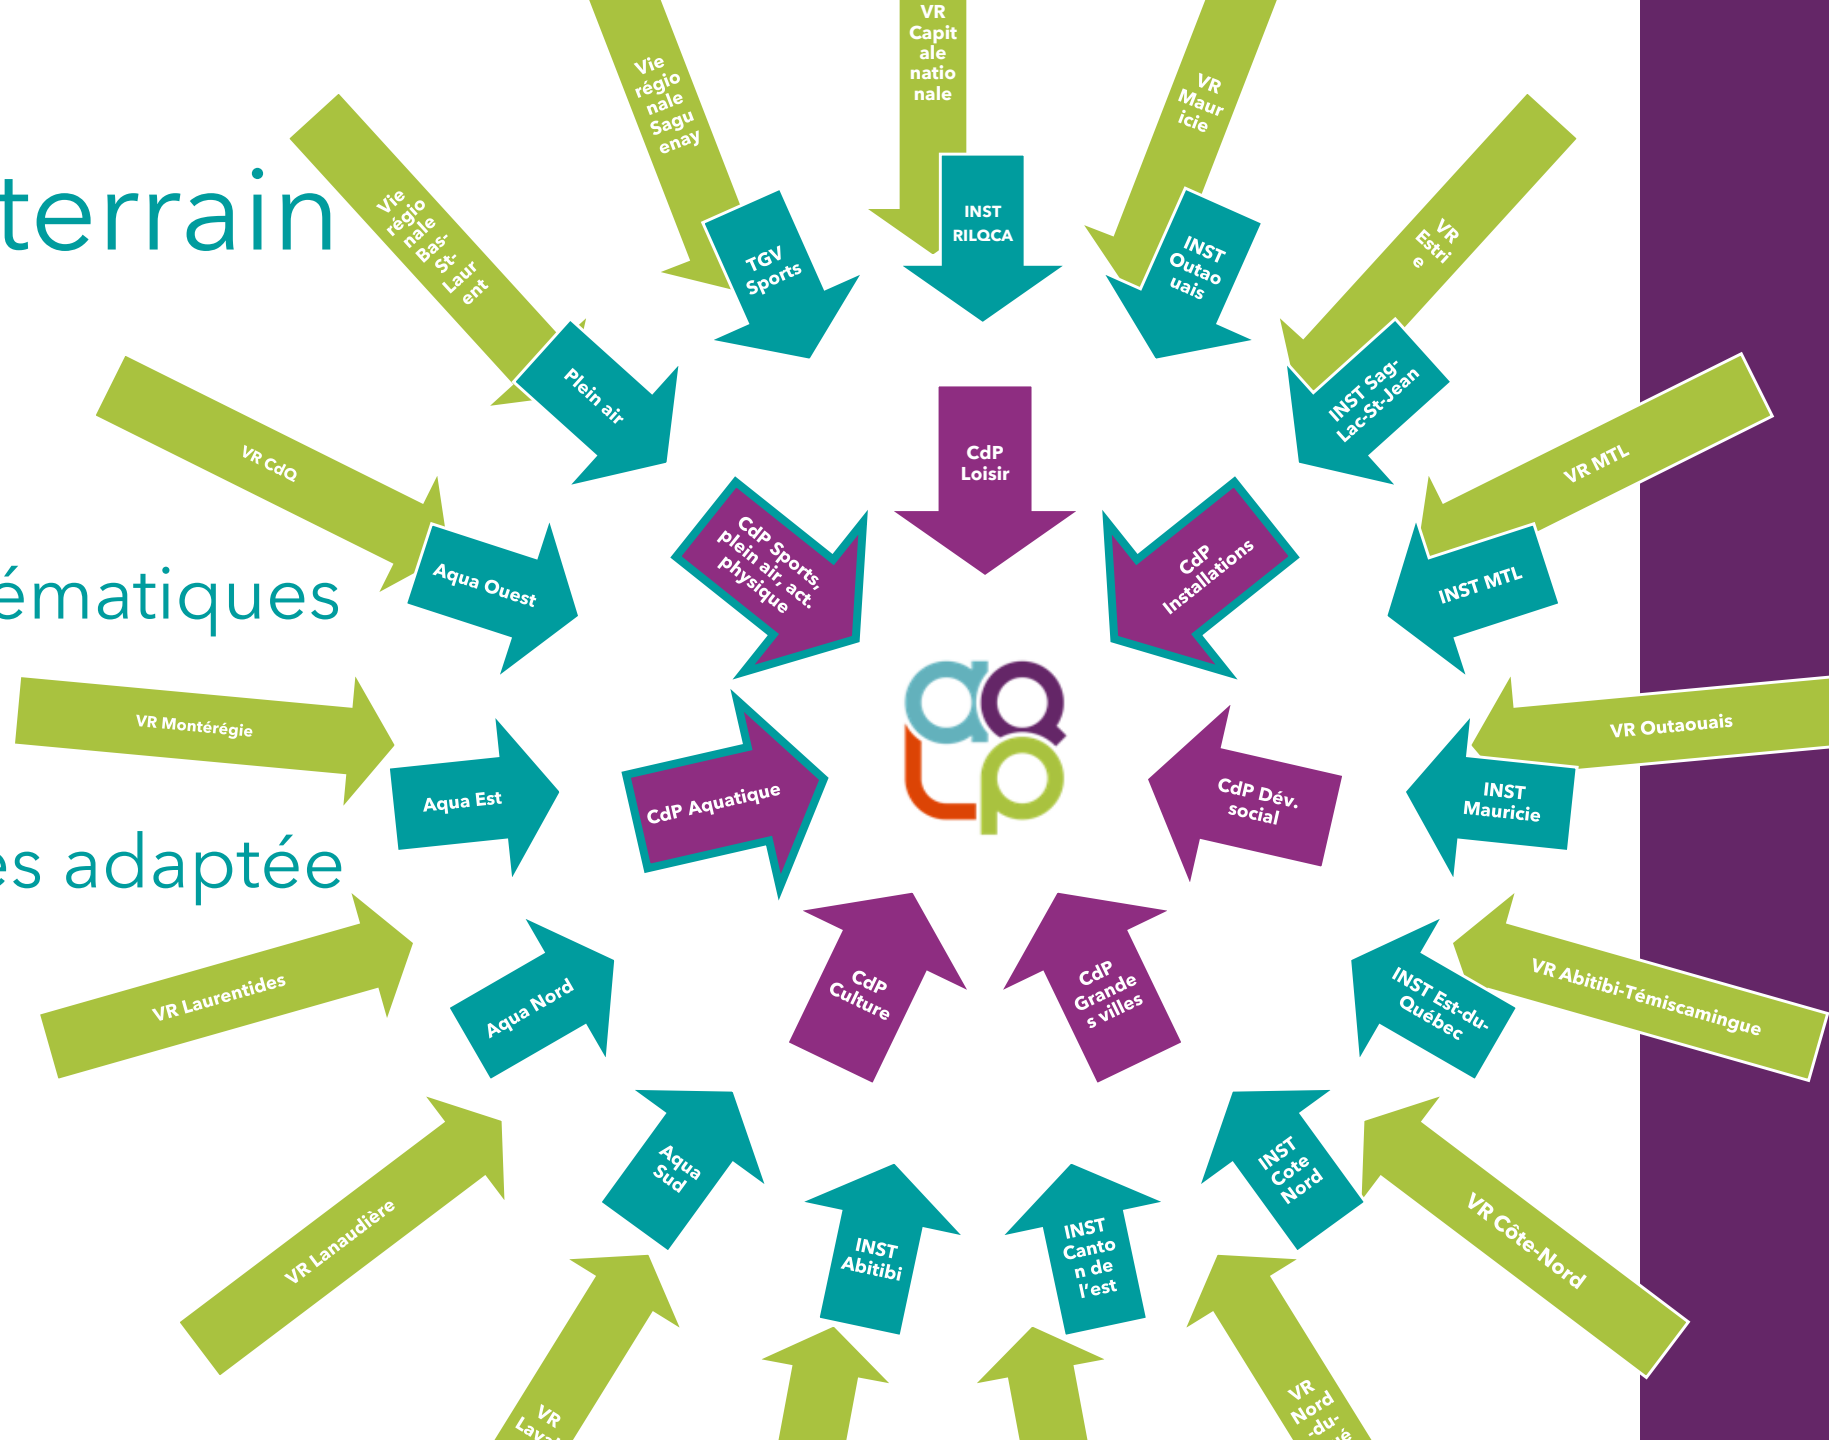 terrain
ématiques
es adaptée
Vie
régio
nale
Bas-
St-
Laur
ent
Vie
régio
nale
Sagu
enay
VR
Capit
ale
natio
nale
VR
Maur
icie
VR
Estri
e
VR MTL
VR Outaouais
VR Abitibi-Témiscamingue
VR Côte-Nord
VR
Nord
-du-
VR
VR Lanaudière
VR Laurentides
VR Montérégie
VR CdQ
Plein air
TGV
Sports
INST
RILQCA
INST
Outao
uais
INST Sag-
Lac-St-Jean
INST MTL
INST
Mauricie
INST Est-du-
Québec
INST
Cote
Nord
INST
Canto
n de
l'est
INST
Abitibi
Aqua
Sud
Aqua Nord
Aqua Est
Aqua Ouest
CdP
Loisir
CdP
Installations
CdP Dév.
social
CdP
Grande
s villes
CdP
Culture
CdP Aquatique
CdP Sports,
plein air, act.
physique
aQ
LP